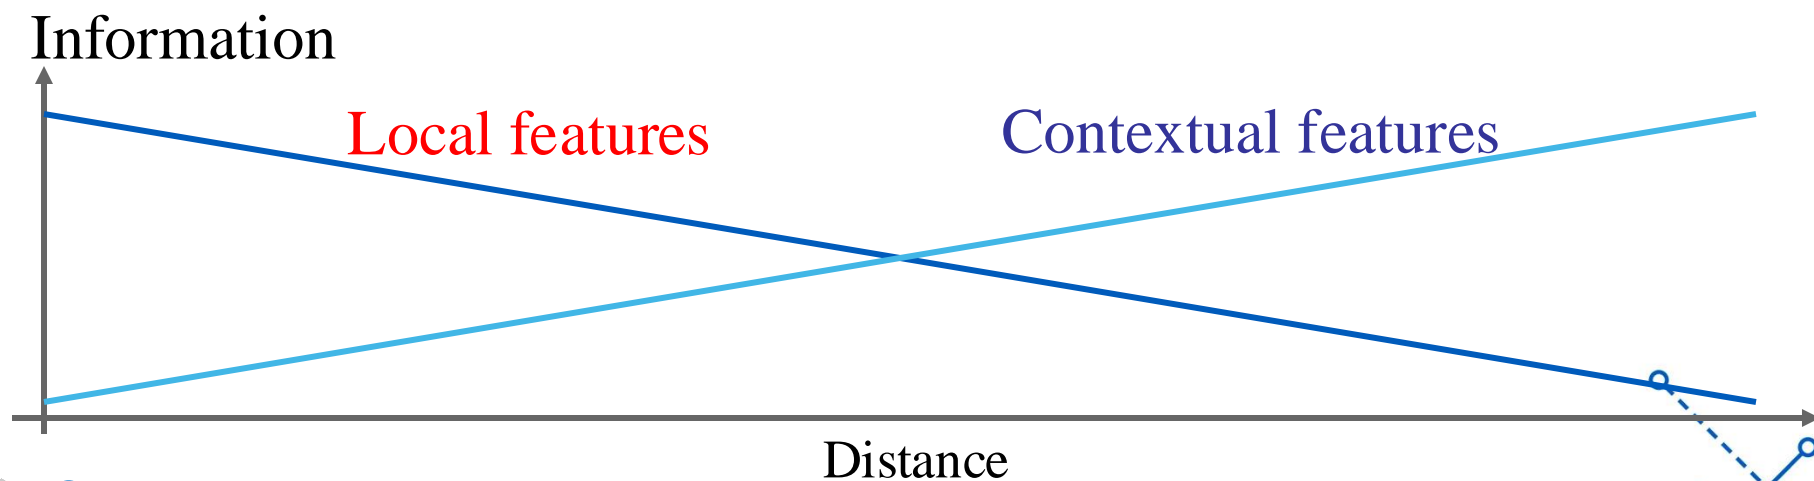 Information
Local features
Contextual features
Distance